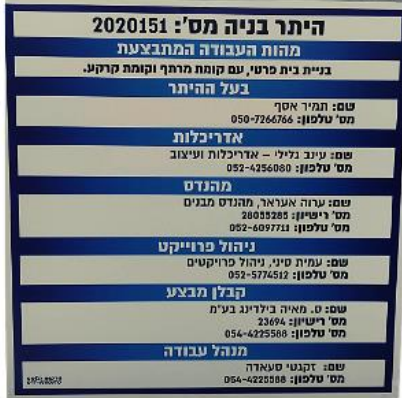 היתר בניה מס': 2020151
מהות העבודה המתבצעת
בניית בית פרטי, עם קומת מרתף וקומת קרקע.
בעל ההיתר
שם: תמיר אסף
מס' טלפון: 050-7266766
אדריכלות
שם: עינב גלילי – אדריכלות ועיצוב
מס' טלפון: 052-4256080
מהנדס
שם: ערוה אעראר, מהנדס מבנים
מס' רישיון: 28055285
מס' טלפון: 052-6097711
ניהול פרוייקט
שם: עמית סיני, ניהול פרויקטים
מס' טלפון: 052-5774512
קבלן מבצע
שם: ס. מאיה בילדינג בע"מ
מס' רישיון: 23694
מס' טלפון: 054-4225588
מנהל עבודה
שם: זקנטי סעאדה
מס' טלפון: 054-4225588